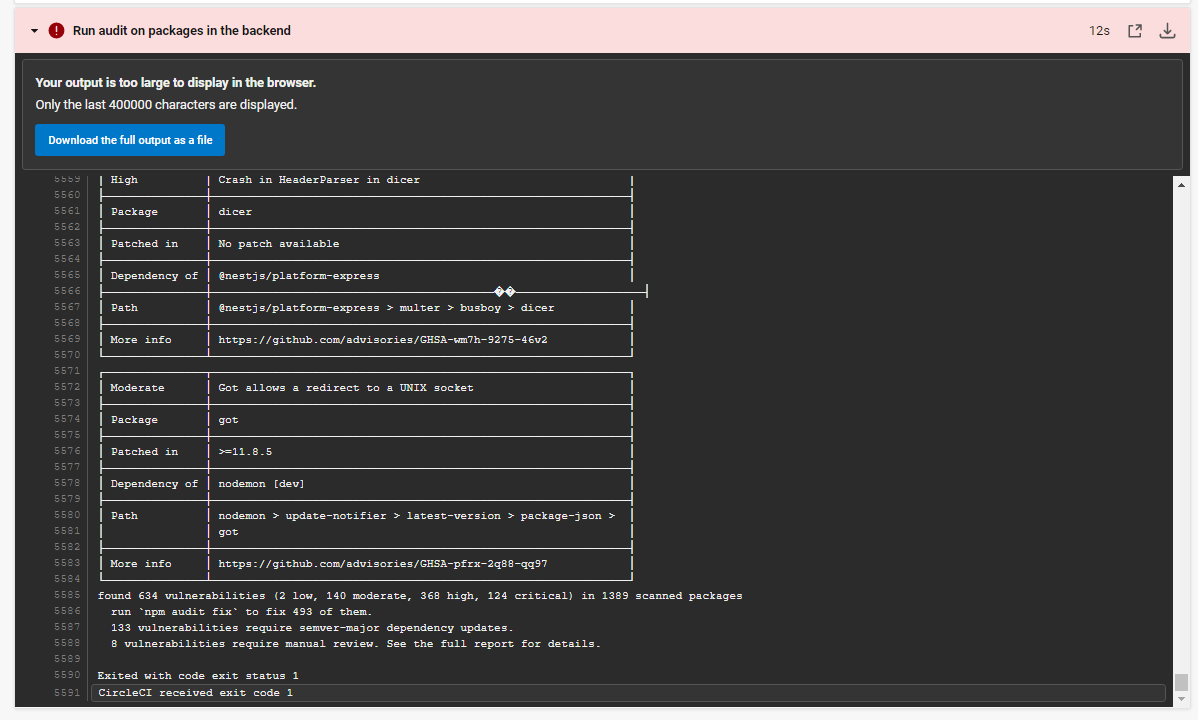 Run audit on packages in the backend
12s
Your output is too large to display in the browser.
Only the last 400000 characters are displayed.
Download the full output as a file
5559 High Crash in HeaderParser in dicer
5560
5561 Package dicer
5562
5563 Patched in No patch available
5564
5565 Dependency of @nestjs/platform-express
5566 ��
5567 Path @nestjs/platform-express > multer > busboy > dicer
5568
5569 More info https://github.com/advisories/GHSA-wm7h-9275-46v2
5570
5571
5572 Moderate Got allows a redirect to a UNIX socket
5573
5574 Package got
5575
5576 Patched in >=11.8.5
5577
5578 Dependency of nodemon [dev]
5579
5580 Path nodemon > update-notifier > latest-version > package-json >
5581 got
5582
5583 More info https://github.com/advisories/GHSA-pfrx-2q88-qq97
5584
5585 found 634 vulnerabilities (2 low, 140 moderate, 368 high, 124 critical) in 1389 scanned packages
5586 run `npm audit fix` to fix 493 of them.
5587 133 vulnerabilities require semver-major dependency updates.
5588 8 vulnerabilities require manual review. See the full report for details.
5589
5590 Exited with code exit status 1
5591 CircleCI received exit code 1